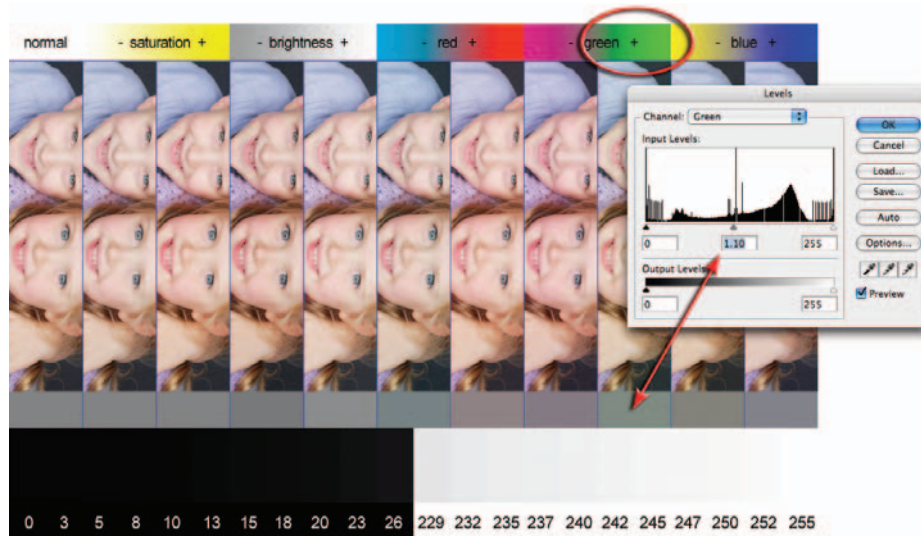 normal - saturation + - brightness + - red + - green + - blue +
Levels
Channel: Green
OK
Input Levels:
Cancel
Load...
Save...
Auto
0 1.10 255
Options...
Output Levels:
Preview
0 255
0 3 5 8 10 13 15 18 20 23 26 229 232 235 237 240 242 245 247 250 252 255